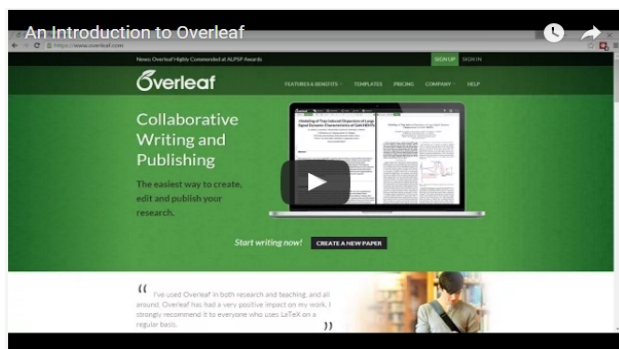 An Introduction to Overleaf
https://www.overleaf.com
News: Overleaf Highly Commended at ALPSP Awards
SIGN UP SIGN IN
Overleaf
FEATURES & BENEFITS TEMPLATES PRICING COMPANY HELP
Collaborative
Writing and
Publishing
The easiest way to create,
edit and publish your
research.
Start writing now! CREATE A NEW PAPER
“ I've used Overleaf in both research and teaching, and all
around, Overleaf has had a very positive impact on my work. I
strongly recommend it to everyone who uses LaTeX on a
regular basis. ”